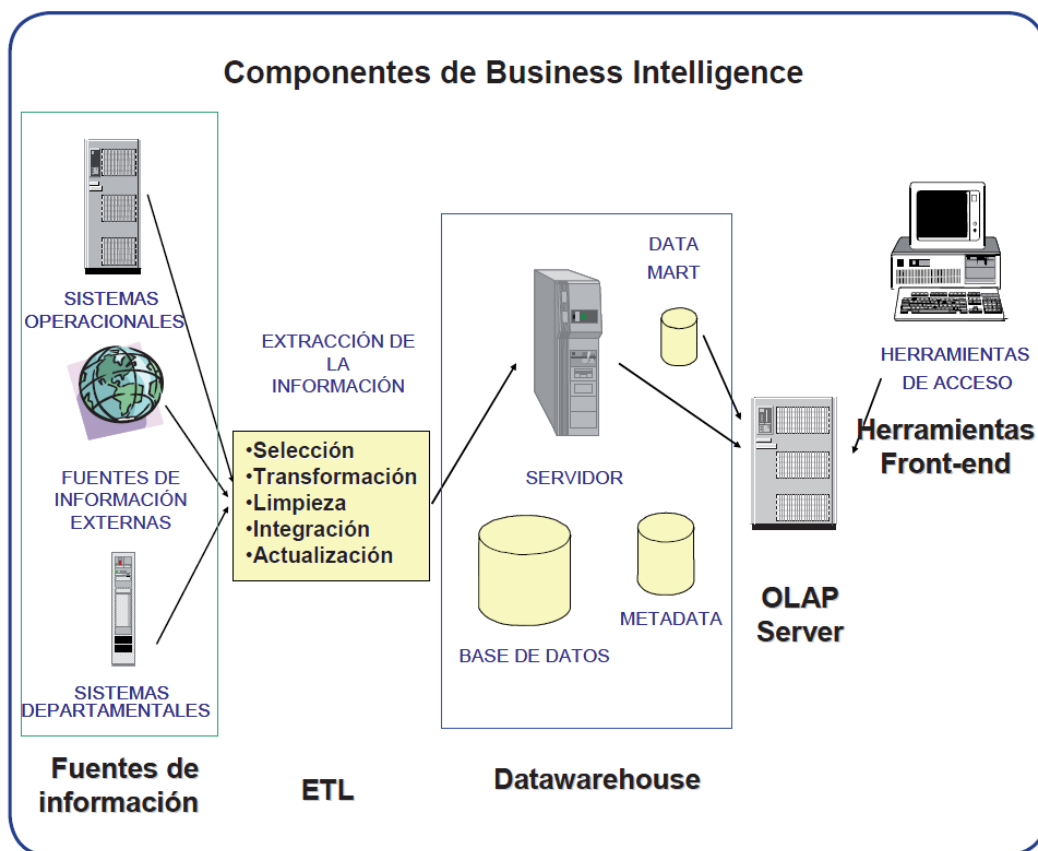 Componentes de Business Intelligence
SISTEMAS
OPERACIONALES
FUENTES DE
INFORMACIÓN
EXTERNAS
SISTEMAS
DEPARTAMENTALES
Fuentes de
información
EXTRACCIÓN DE
LA
INFORMACIÓN
•Selección
•Transformación
•Limpieza
•Integración
•Actualización
ETL
DATA
MART
SERVIDOR
BASE DE DATOS
METADATA
Datawarehouse
OLAP
Server
HERRAMIENTAS
DE ACCESO
Herramientas
Front-end